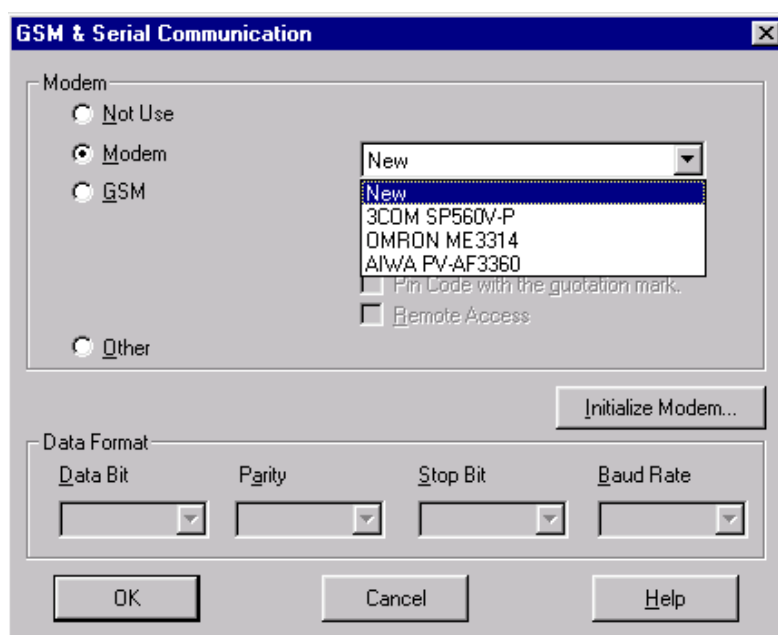 GSM & Serial Communication
Modem
Not Use
Modem
New
GSM
New
3COM SP560V-P
OMRON ME3314
AIWA PV-AF3360
Pin Code with the guotation mark.
Remote Access
Other
Initialize Modem...
Data Format
Data Bit Parity Stop Bit Baud Rate
OK Cancel Help